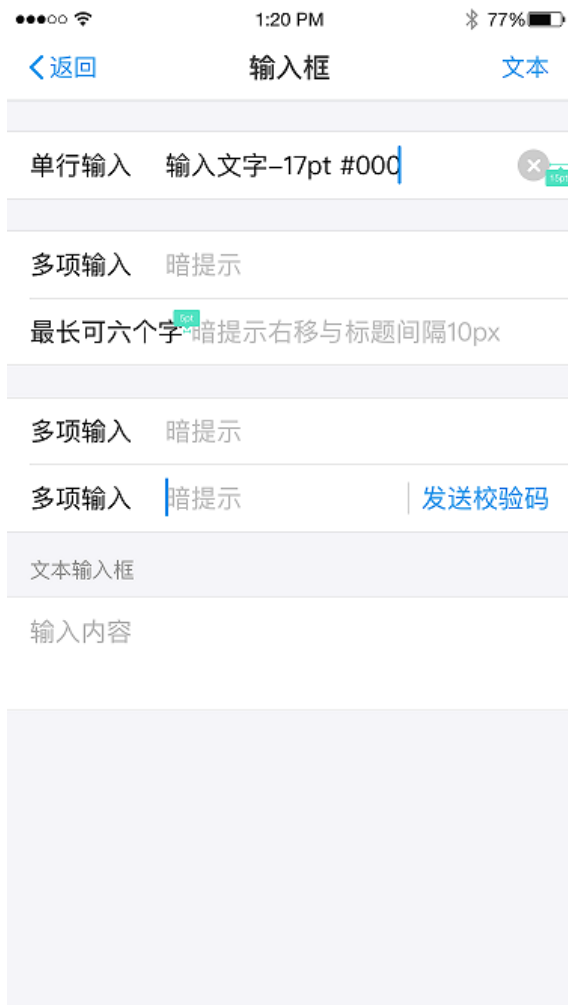 1:20 PM 77%
返回 输入框 文本
单行输入 输入文字-17pt #000
15pt
多项输入 暗提示
5pt
最长可六个字 暗提示右移与标题间隔10px
多项输入 暗提示
多项输入 暗提示 发送校验码
文本输入框
输入内容